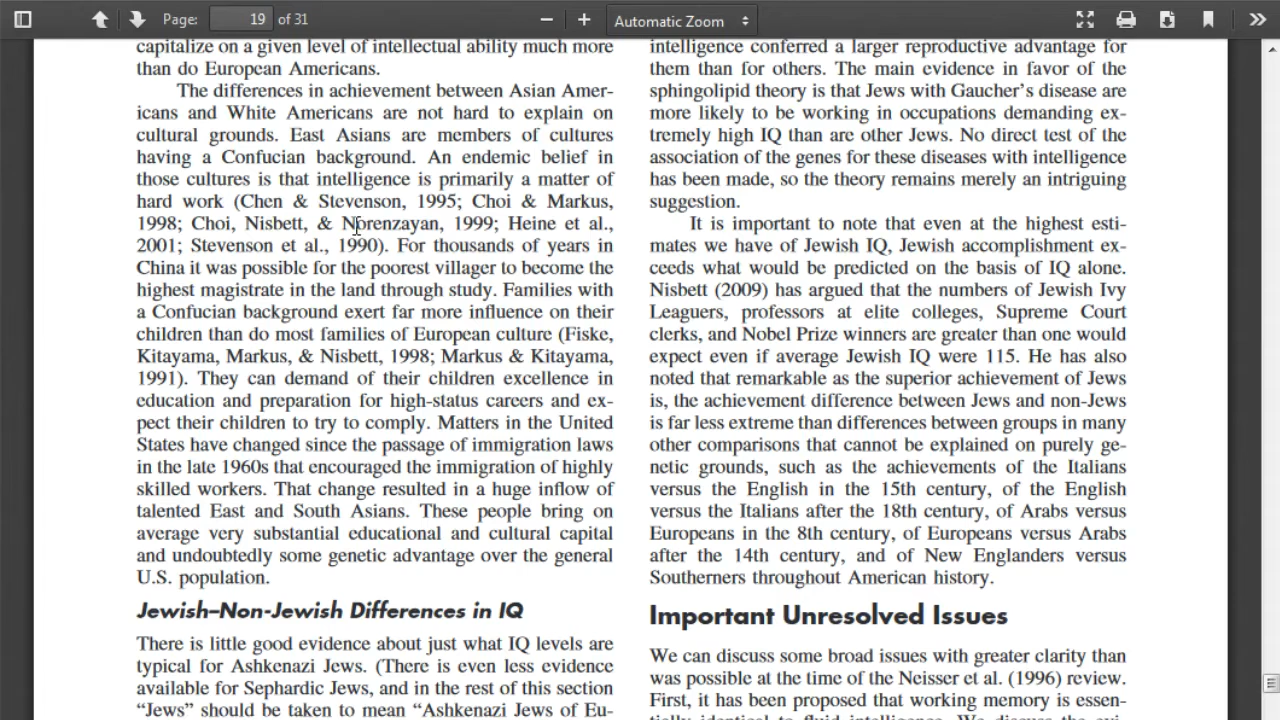 Page: 19 of 31
Automatic Zoom
capitalize on a given level of intellectual ability much more
than do European Americans.
The differences in achievement between Asian Amer-
icans and White Americans are not hard to explain on
cultural grounds. East Asians are members of cultures
having a Confucian background. An endemic belief in
those cultures is that intelligence is primarily a matter of
hard work (Chen & Stevenson, 1995; Choi & Markus,
1998; Choi, Nisbett, & Norenzayan, 1999; Heine et al.,
2001; Stevenson et al., 1990). For thousands of years in
China it was possible for the poorest villager to become the
highest magistrate in the land through study. Families with
a Confucian background exert far more influence on their
children than do most families of European culture (Fiske,
Kitayama, Markus, & Nisbett, 1998; Markus & Kitayama,
1991). They can demand of their children excellence in
education and preparation for high-status careers and ex-
pect their children to try to comply. Matters in the United
States have changed since the passage of immigration laws
in the late 1960s that encouraged the immigration of highly
skilled workers. That change resulted in a huge inflow of
talented East and South Asians. These people bring on
average very substantial educational and cultural capital
and undoubtedly some genetic advantage over the general
U.S. population.
Jewish–Non-Jewish Differences in IQ
There is little good evidence about just what IQ levels are
typical for Ashkenazi Jews. (There is even less evidence
available for Sephardic Jews, and in the rest of this section
“Jews” should be taken to mean “Ashkenazi Jews of Eu-
intelligence conferred a larger reproductive advantage for
them than for others. The main evidence in favor of the
sphingolipid theory is that Jews with Gaucher’s disease are
more likely to be working in occupations demanding ex-
tremely high IQ than are other Jews. No direct test of the
association of the genes for these diseases with intelligence
has been made, so the theory remains merely an intriguing
suggestion.
It is important to note that even at the highest esti-
mates we have of Jewish IQ, Jewish accomplishment ex-
ceeds what would be predicted on the basis of IQ alone.
Nisbett (2009) has argued that the numbers of Jewish Ivy
Leaguers, professors at elite colleges, Supreme Court
clerks, and Nobel Prize winners are greater than one would
expect even if average Jewish IQ were 115. He has also
noted that remarkable as the superior achievement of Jews
is, the achievement difference between Jews and non-Jews
is far less extreme than differences between groups in many
other comparisons that cannot be explained on purely ge-
netic grounds, such as the achievements of the Italians
versus the English in the 15th century, of the English
versus the Italians after the 18th century, of Arabs versus
Europeans in the 8th century, of Europeans versus Arabs
after the 14th century, and of New Englanders versus
Southerners throughout American history.
Important Unresolved Issues
We can discuss some broad issues with greater clarity than
was possible at the time of the Neisser et al. (1996) review.
First, it has been proposed that working memory is essen-
tially identical to fluid intelligence. We discuss the evi-